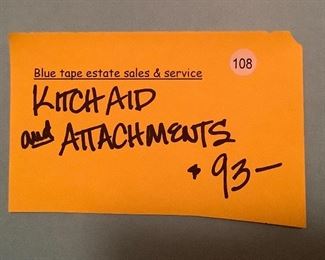 108
Blue tape estate sales & service
KITCHAID
and ATTACHMENTS
$93—